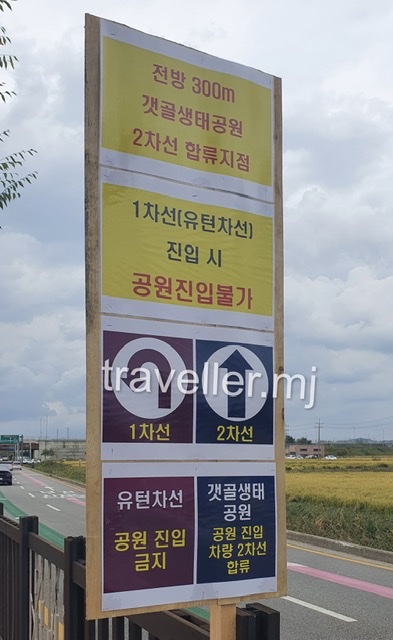 전방 300m
갯골생태공원
2차선 합류지점
1차선(유턴차선)
진입 시
공원진입불가
traveller.mj
1차선
2차선
유턴차선
공원 진입
금지
갯골생태
공원
공원 진입
차량 2차선
합류